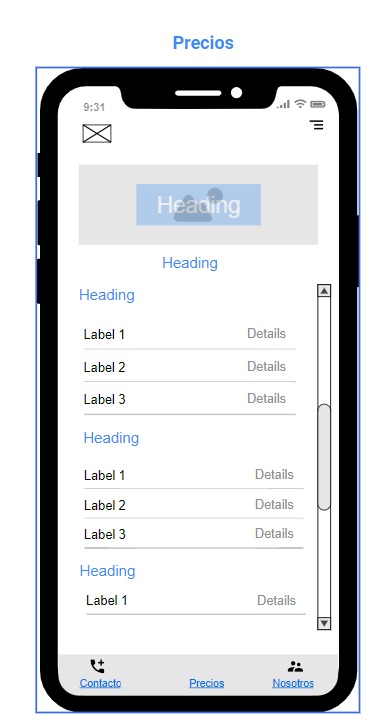 Precios
9:31
Heading
Heading
Heading
Label 1 Details
Label 2 Details
Label 3 Details
Heading
Label 1 Details
Label 2 Details
Label 3 Details
Heading
Label 1 Details
Contacto Precios Nosotros